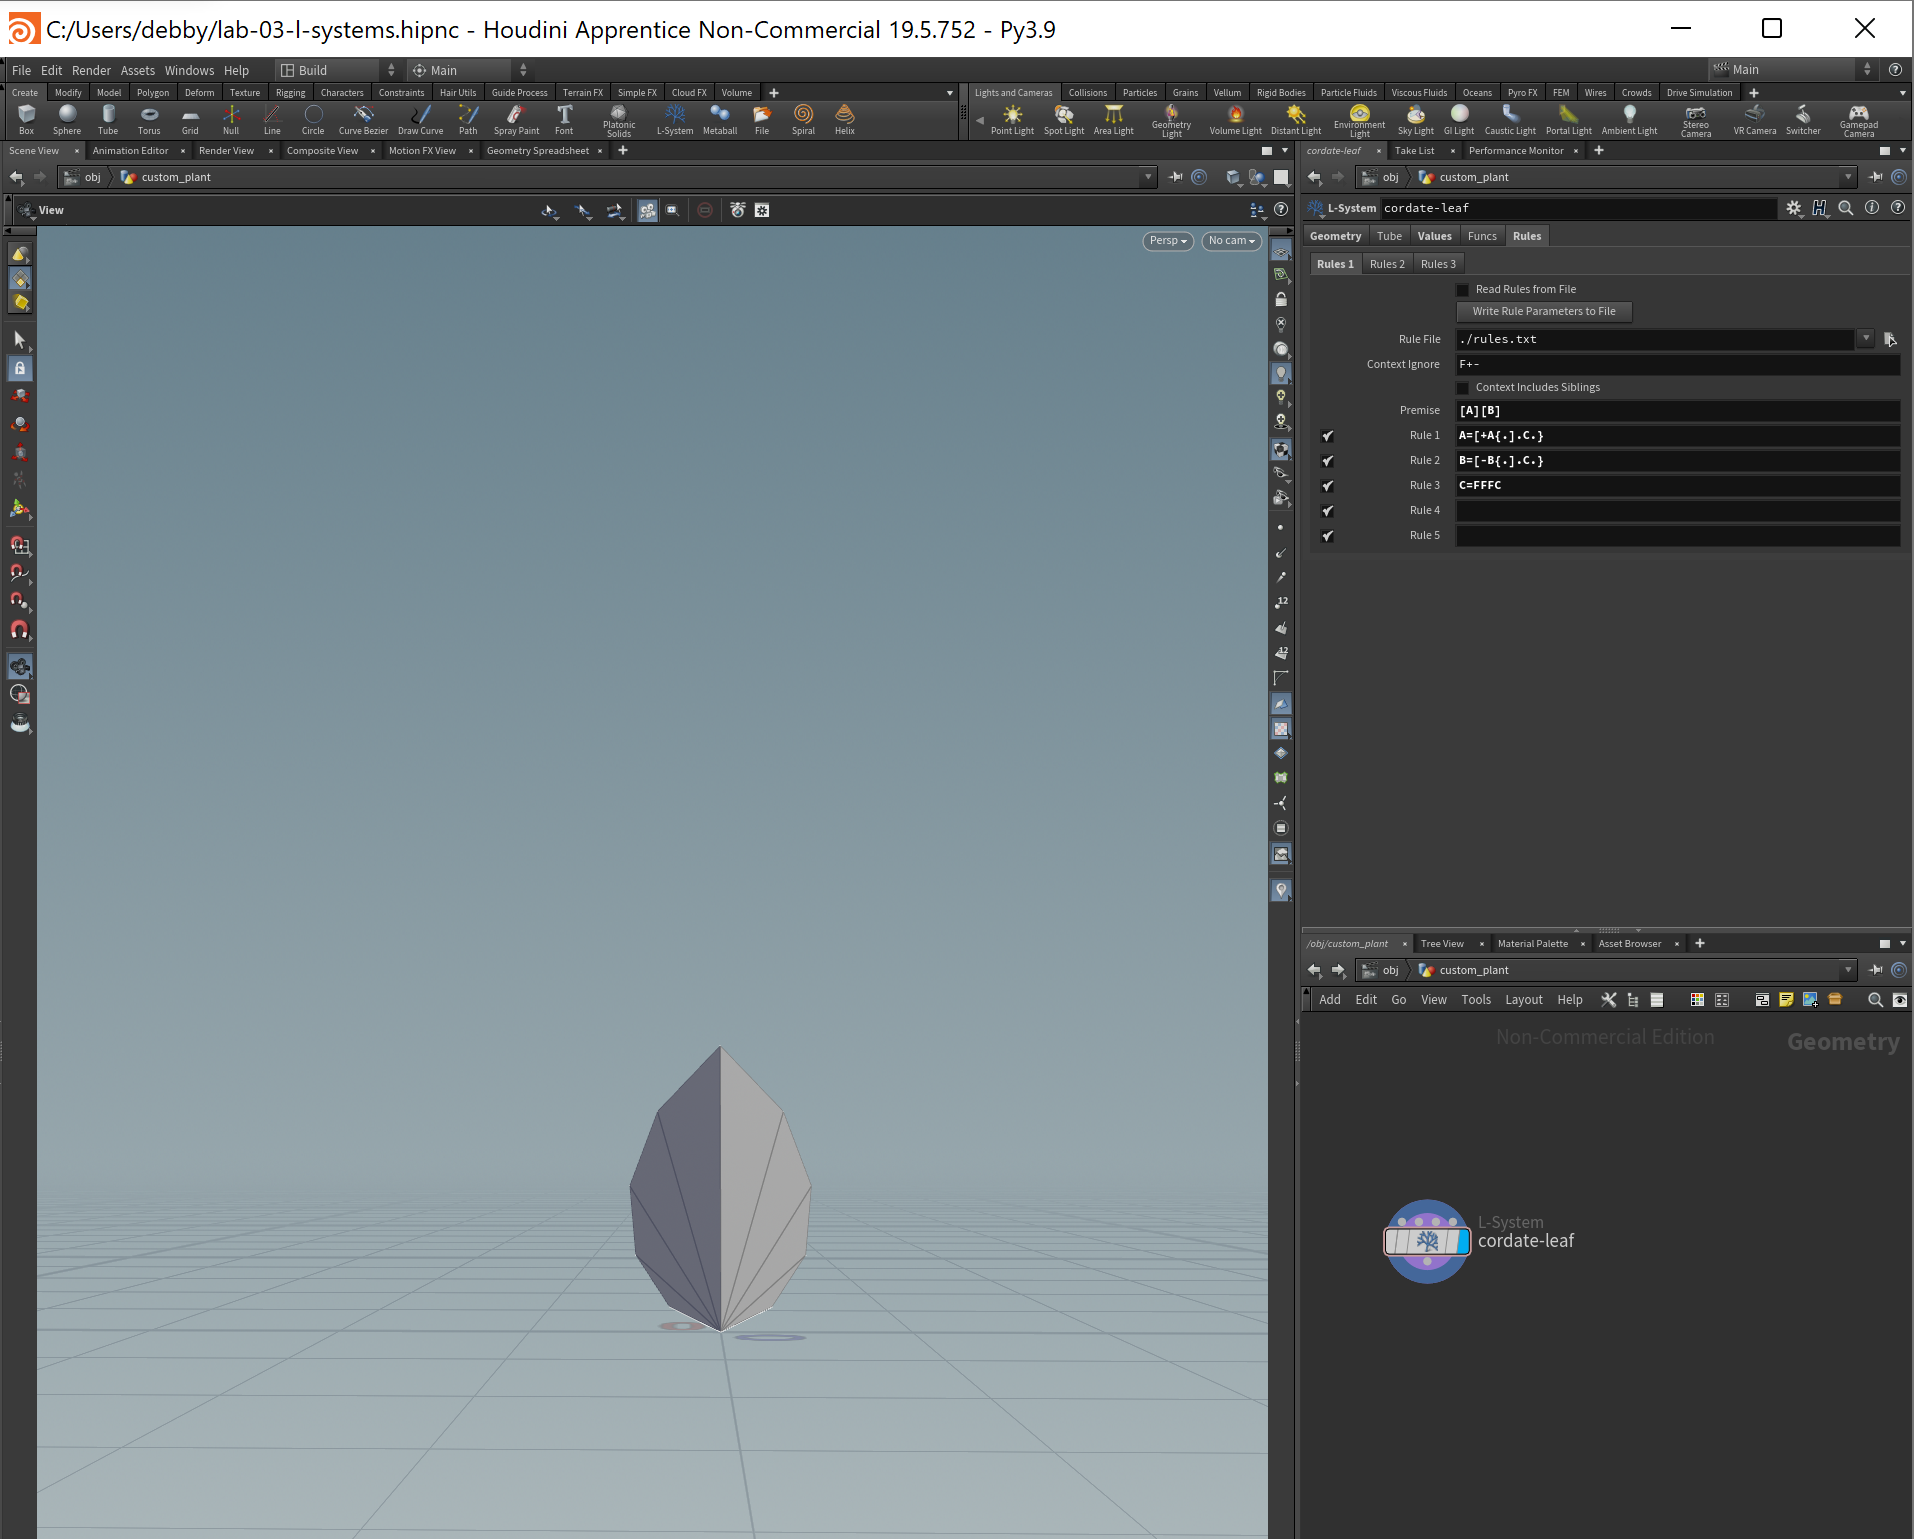 C:/Users/debby/lab-03-l-systems.hipnc - Houdini Apprentice Non-Commercial 19.5.752 - Py3.9
File Edit Render Assets Windows Help Build Main Main
Create Modify Model Polygon Deform Texture Rigging Characters Constraints Hair Utils Guide Process Terrain FX Simple FX Cloud FX Volume
Box Sphere Tube Torus Grid Null Line Circle Curve Bezier Draw Curve Path Spray Paint Font Platonic Solids L-System Metaball File Spiral Helix
Lights and Cameras Collisions Particles Grains Vellum Rigid Bodies Particle Fluids Viscous Fluids Oceans Pyro FX FEM Wires Crowds Drive Simulation
Point Light Spot Light Area Light Geometry Light Volume Light Distant Light Environment Light Sky Light GI Light Caustic Light Portal Light Ambient Light Stereo Camera VR Camera Switcher Gamepad Camera
Scene View Animation Editor Render View Composite View Motion FX View Geometry Spreadsheet
obj custom_plant
View
Persp No cam
12
12
cordate-leaf Take List Performance Monitor
obj custom_plant
L-System cordate-leaf
Geometry Tube Values Funcs Rules
Rules 1 Rules 2 Rules 3
Read Rules from File
Write Rule Parameters to File
Rule File ./rules.txt
Context Ignore F+-
Context Includes Siblings
Premise [A][B]
Rule 1 A=[+A{.].C.}
Rule 2 B=[-B{.].C.}
Rule 3 C=FFFC
Rule 4
Rule 5
/obj/custom_plant Tree View Material Palette Asset Browser
obj custom_plant
Add Edit Go View Tools Layout Help
Non-Commercial Edition Geometry
L-System
cordate-leaf